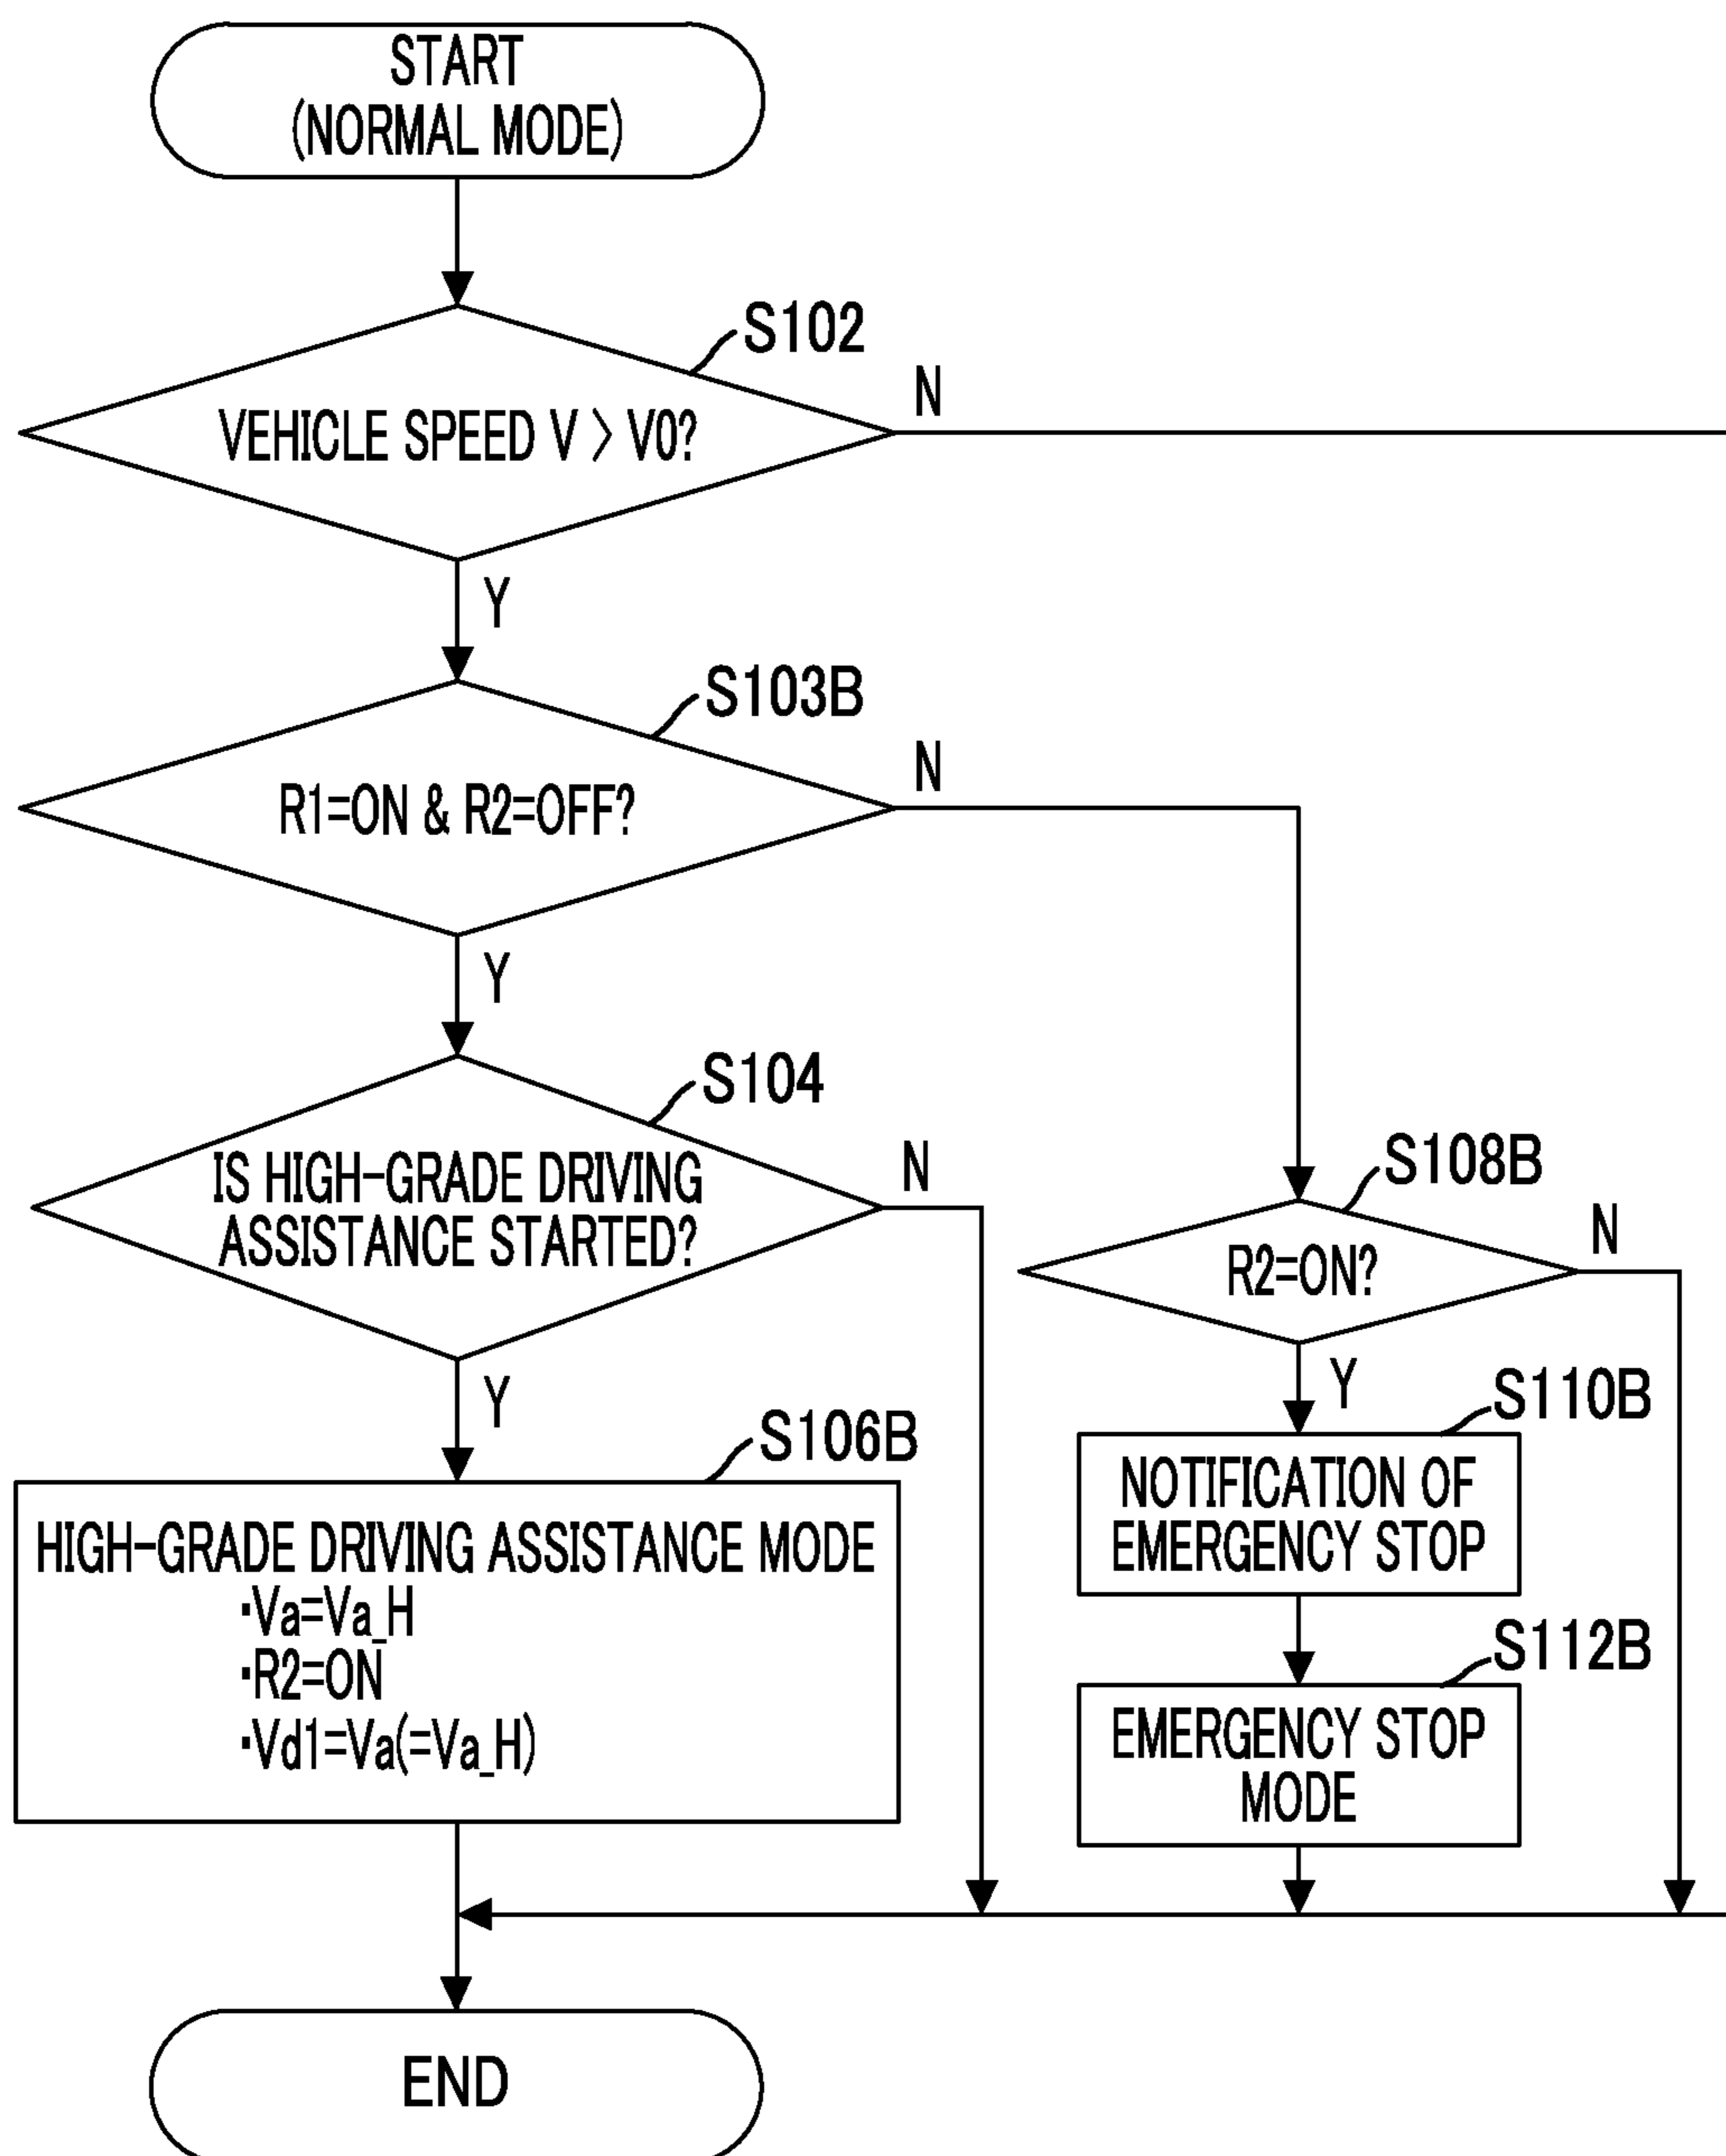 START
(NORMAL MODE)
S102
VEHICLE SPEED V > V0?
N
Y
S103B
R1=ON & R2=OFF?
N
Y
S104
IS HIGH-GRADE DRIVING
ASSISTANCE STARTED?
N
Y
S108B
R2=ON?
N
Y
S106B
HIGH-GRADE DRIVING ASSISTANCE MODE
・Va=Va_H
・R2=ON
・Vd1=Va(=Va_H)
S110B
NOTIFICATION OF
EMERGENCY STOP
S112B
EMERGENCY STOP
MODE
END